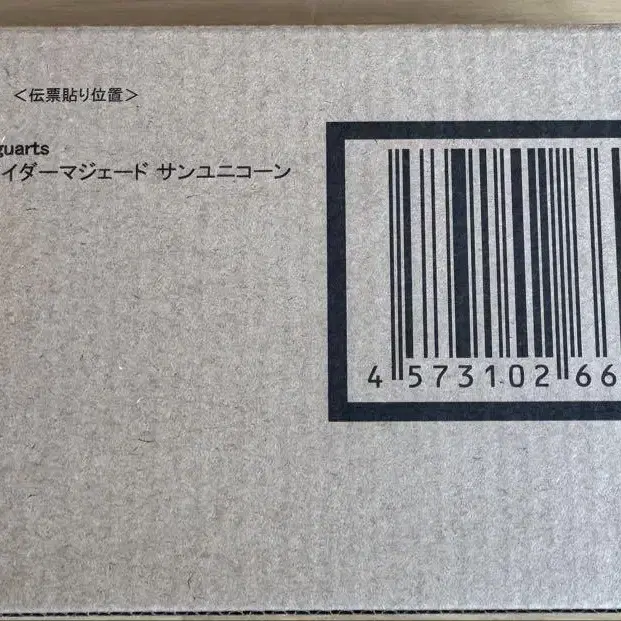 ＜伝票貼り位置＞
guarts
イダーマジェード サンユニコーン
4 573102 66